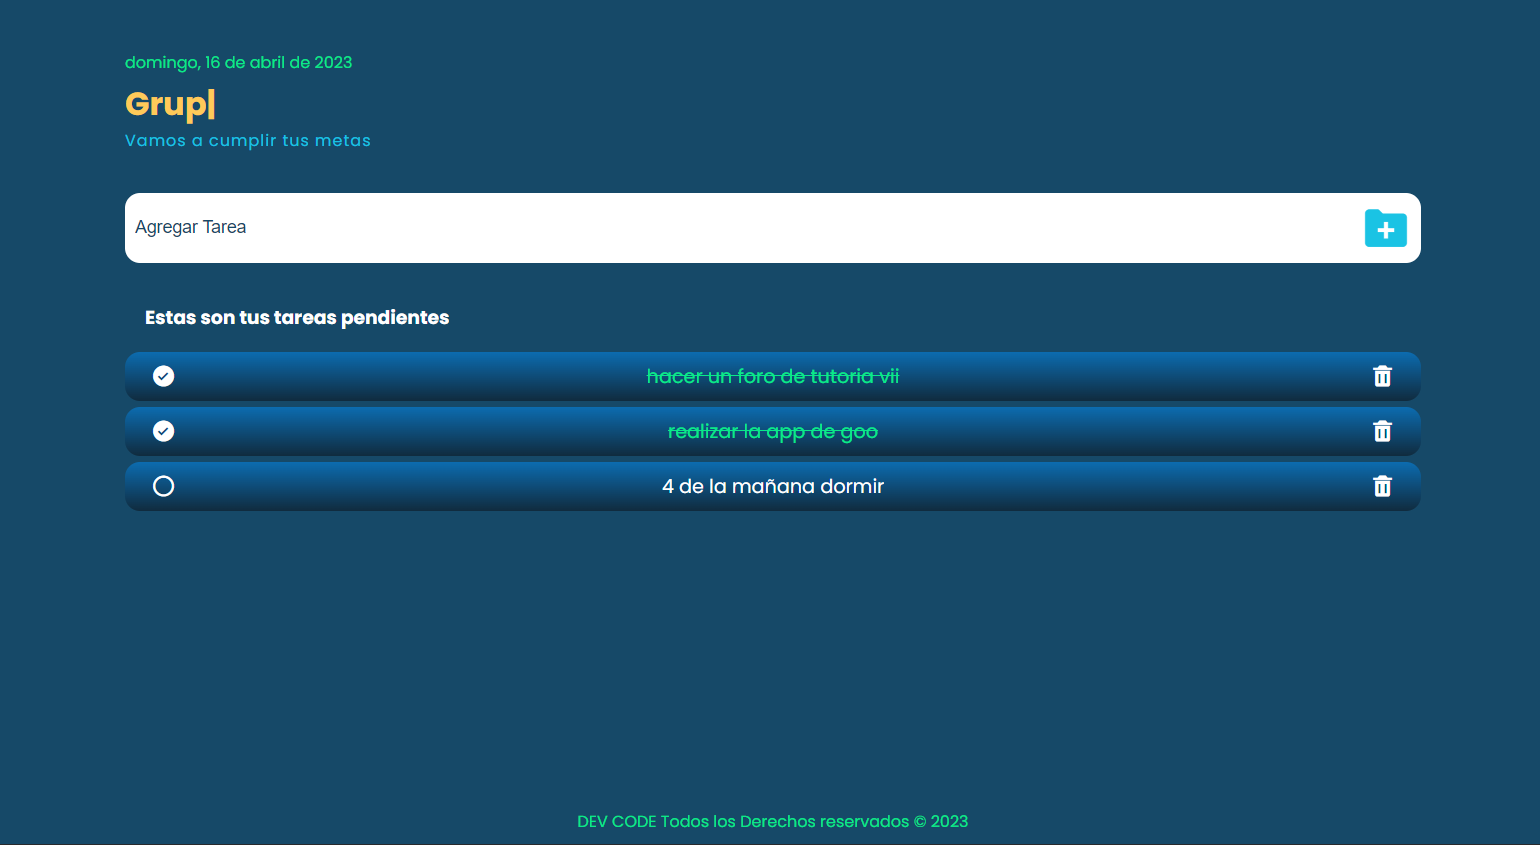 domingo, 16 de abril de 2023
Grup|
Vamos a cumplir tus metas
Agregar Tarea
Estas son tus tareas pendientes
hacer un foro de tutoria vii
realizar la app de goo
4 de la mañana dormir
DEV CODE Todos los Derechos reservados © 2023